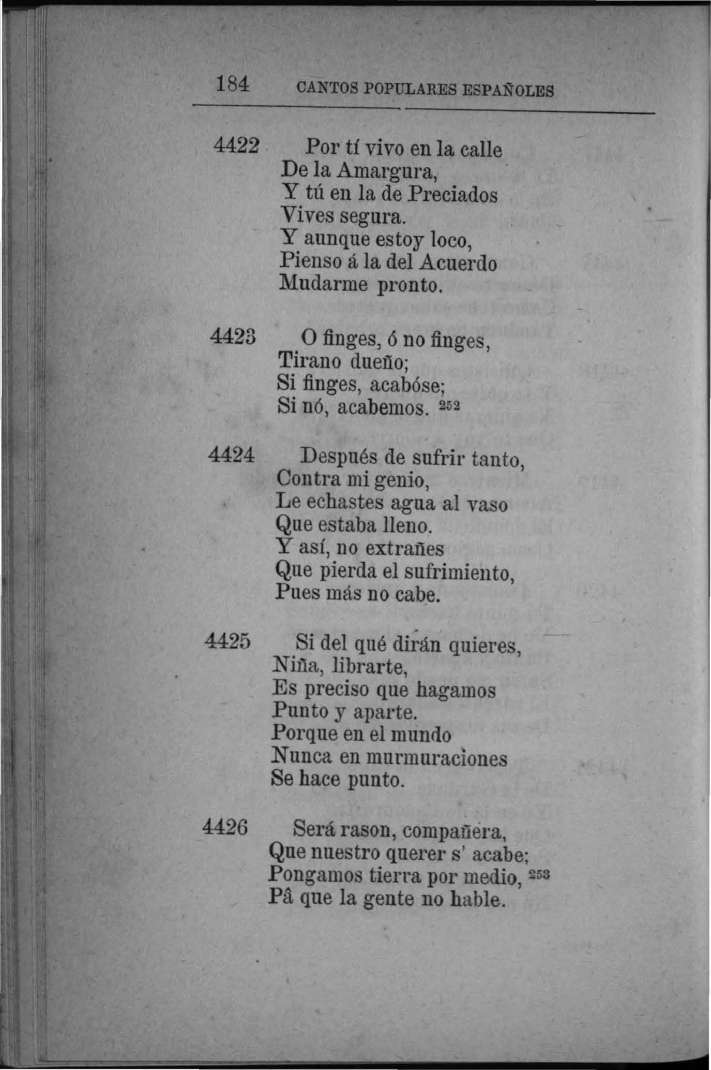 184 CANTOS POPULARES ESPAÑOLES
4422 Por tí vivo en la calle
De la Amargura,
Y tú en la de Preciados
Vives segura.
Y aunque estoy loco,
Pienso á la del Acuerdo
Mudarme pronto.
4423 O finges, ó no finges,
Tirano dueño;
Si finges, acabóse;
Si nó, acabemos. 252
4424 Después de sufrir tanto,
Contra mi genio,
Le echastes agua al vaso
Que estaba lleno.
Y así, no extrañes
Que pierda el sufrimiento,
Pues más no cabe.
4425 Si del qué dirán quieres,
Niña, librarte,
Es preciso que hagamos
Punto y aparte.
Porque en el mundo
Nunca en murmuraciones
Se hace punto.
4426 Será rason, compañera,
Que nuestro querer s' acabe;
Pongamos tierra por medio, 253
Pâ que la gente no hable.